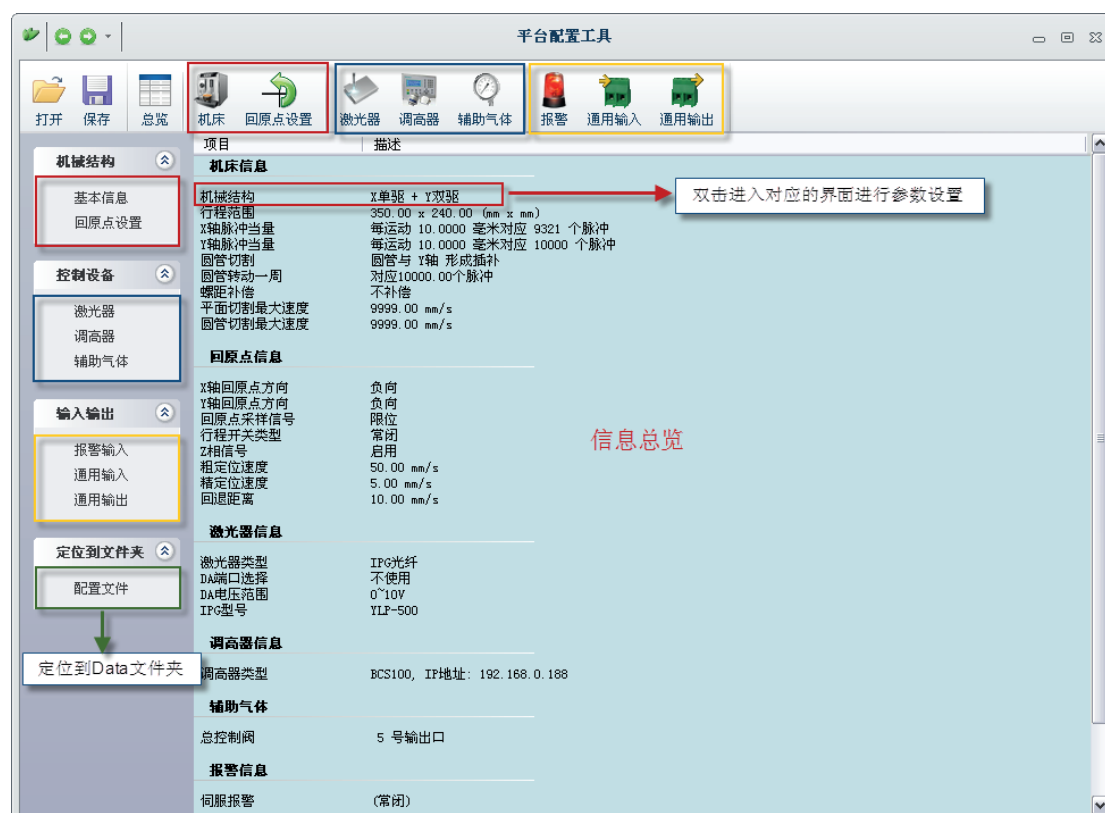 平台配置工具
打开 保存 总览 机床 回原点设置 激光器 调高器 辅助气体 报警 通用输入 通用输出
机械结构
基本信息
回原点设置
控制设备
激光器
调高器
辅助气体
输入输出
报警输入
通用输入
通用输出
定位到文件夹
配置文件
定位到Data文件夹
项目 描述
机床信息
机械结构 X单驱 + Y双驱
双击进入对应的界面进行参数设置
行程范围 350.00 x 240.00 (mm x mm)
X轴脉冲当量 每运动 10.0000 毫米对应 9321 个脉冲
Y轴脉冲当量 每运动 10.0000 毫米对应 10000 个脉冲
圆管切割 圆管与 Y轴 形成插补
圆管转动一周 对应10000.00个脉冲
螺距补偿 不补偿
平面切割最大速度 9999.00 mm/s
圆管切割最大速度 9999.00 mm/s
回原点信息
X轴回原点方向 负向
Y轴回原点方向 负向
回原点采样信号 限位
行程开关类型 常闭
Z相信号 启用
粗定位速度 50.00 mm/s
精定位速度 5.00 mm/s
回退距离 10.00 mm/s
信息总览
激光器信息
激光器类型 IPG光纤
DA端口选择 不使用
DA电压范围 0~10V
IPG型号 YLP-500
调高器信息
调高器类型 BCS100, IP地址: 192.168.0.188
辅助气体
总控制阀 5 号输出口
报警信息
伺服报警 (常闭)